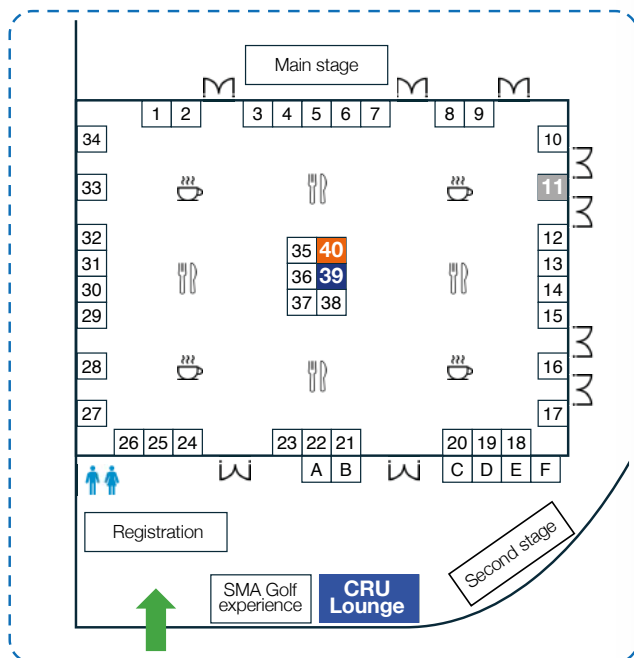 Main stage
1 2 3 4 5 6 7 8 9
34 10
33 11
32 12
35 40
31 13
36 39
30 14
37 38
29 15
28 16
27 17
26 25 24 23 22 21 20 19 18
A B C D E F
Registration
Second stage
SMA Golf
experience
CRU
Lounge